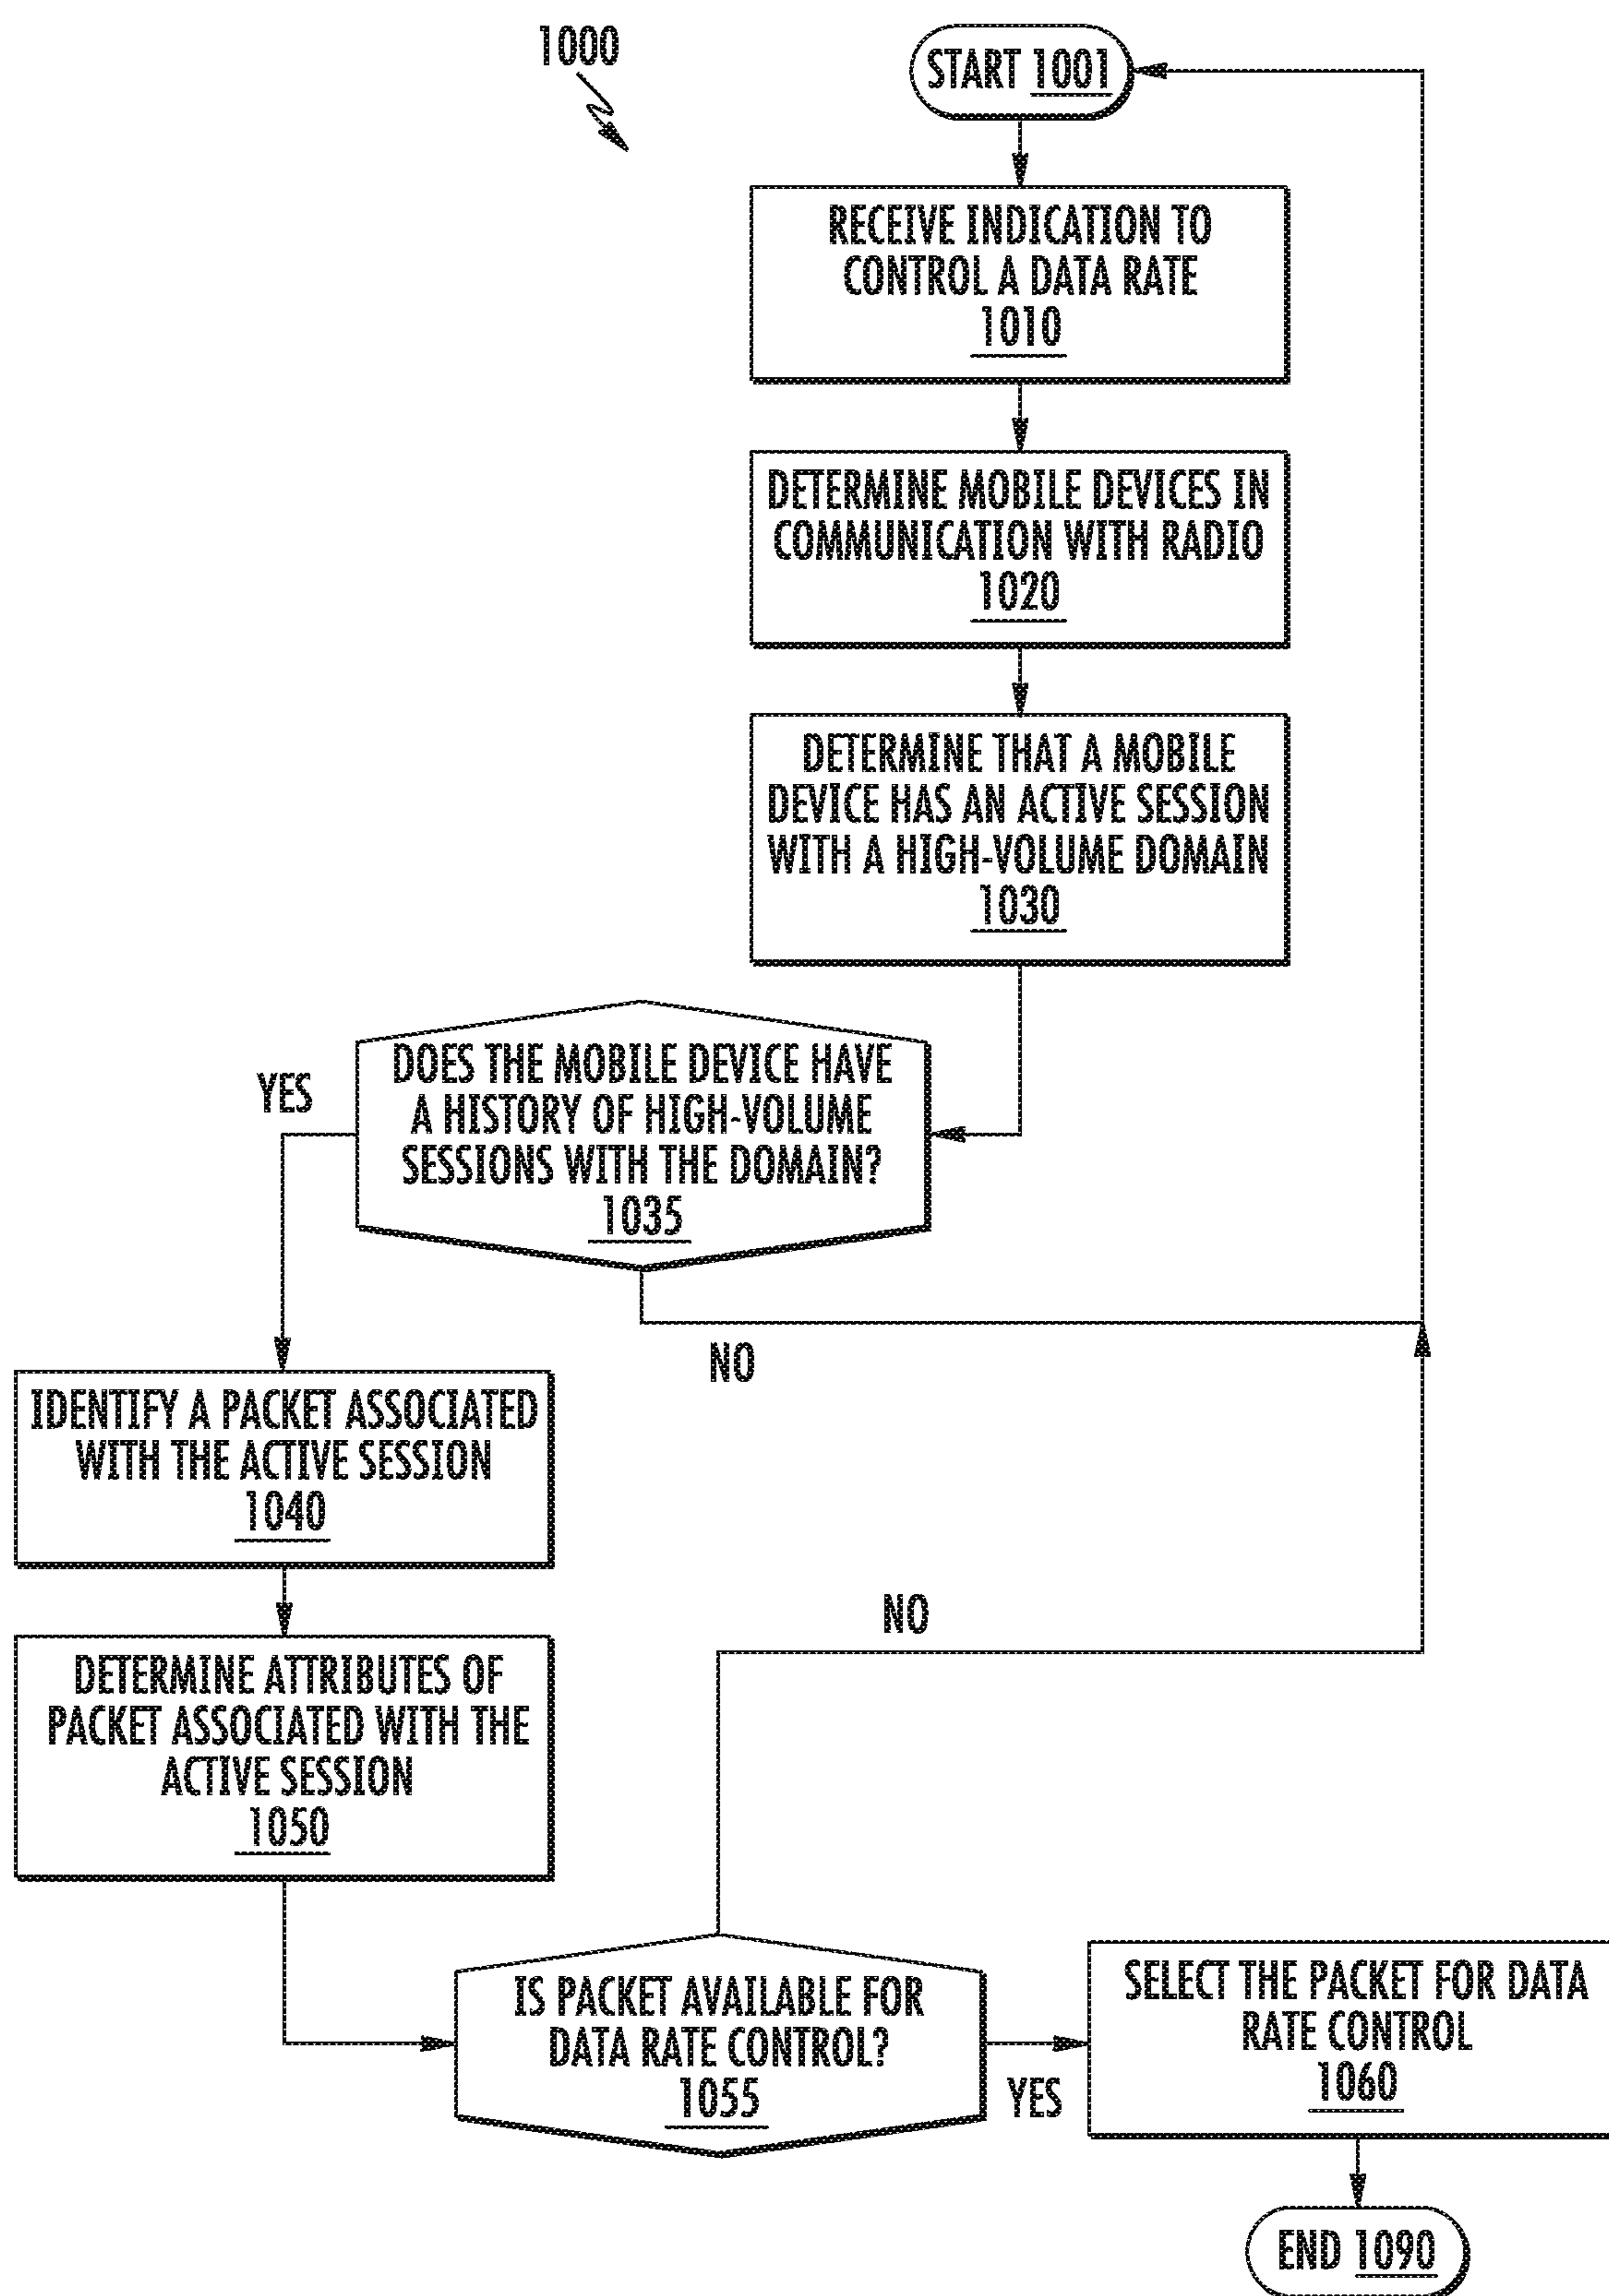 1000
START 1001
RECEIVE INDICATION TO
CONTROL A DATA RATE
1010
DETERMINE MOBILE DEVICES IN
COMMUNICATION WITH RADIO
1020
DETERMINE THAT A MOBILE
DEVICE HAS AN ACTIVE SESSION
WITH A HIGH-VOLUME DOMAIN
1030
DOES THE MOBILE DEVICE HAVE
A HISTORY OF HIGH-VOLUME
SESSIONS WITH THE DOMAIN?
1035
YES
NO
IDENTIFY A PACKET ASSOCIATED
WITH THE ACTIVE SESSION
1040
DETERMINE ATTRIBUTES OF
PACKET ASSOCIATED WITH THE
ACTIVE SESSION
1050
NO
IS PACKET AVAILABLE FOR
DATA RATE CONTROL?
1055
YES
SELECT THE PACKET FOR DATA
RATE CONTROL
1060
END 1090